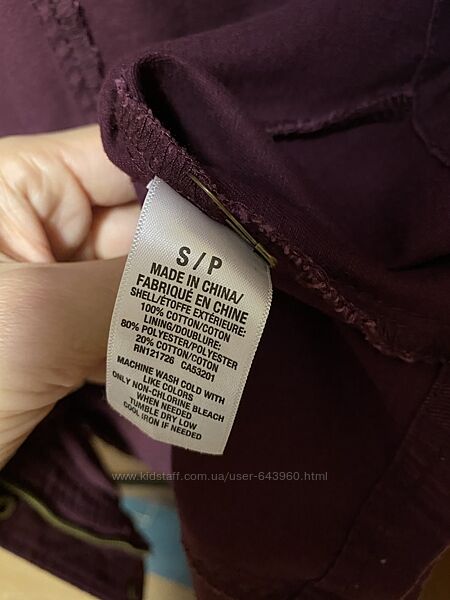 S/P
MADE IN CHINA/
FABRIQUÉ EN CHINE
SHELL/ÉTOFFE EXTÉRIEURE:
100% COTTON/COTON
LINING/DOUBLURE:
80% POLYESTER/POLYESTER
20% COTTON/COTON
RN121726 CA53201
MACHINE WASH COLD WITH
LIKE COLORS
ONLY NON-CHLORINE BLEACH
WHEN NEEDED
TUMBLE DRY LOW
COOL IRON IF NEEDED
www.kidstaff.com.ua/user-643960.html